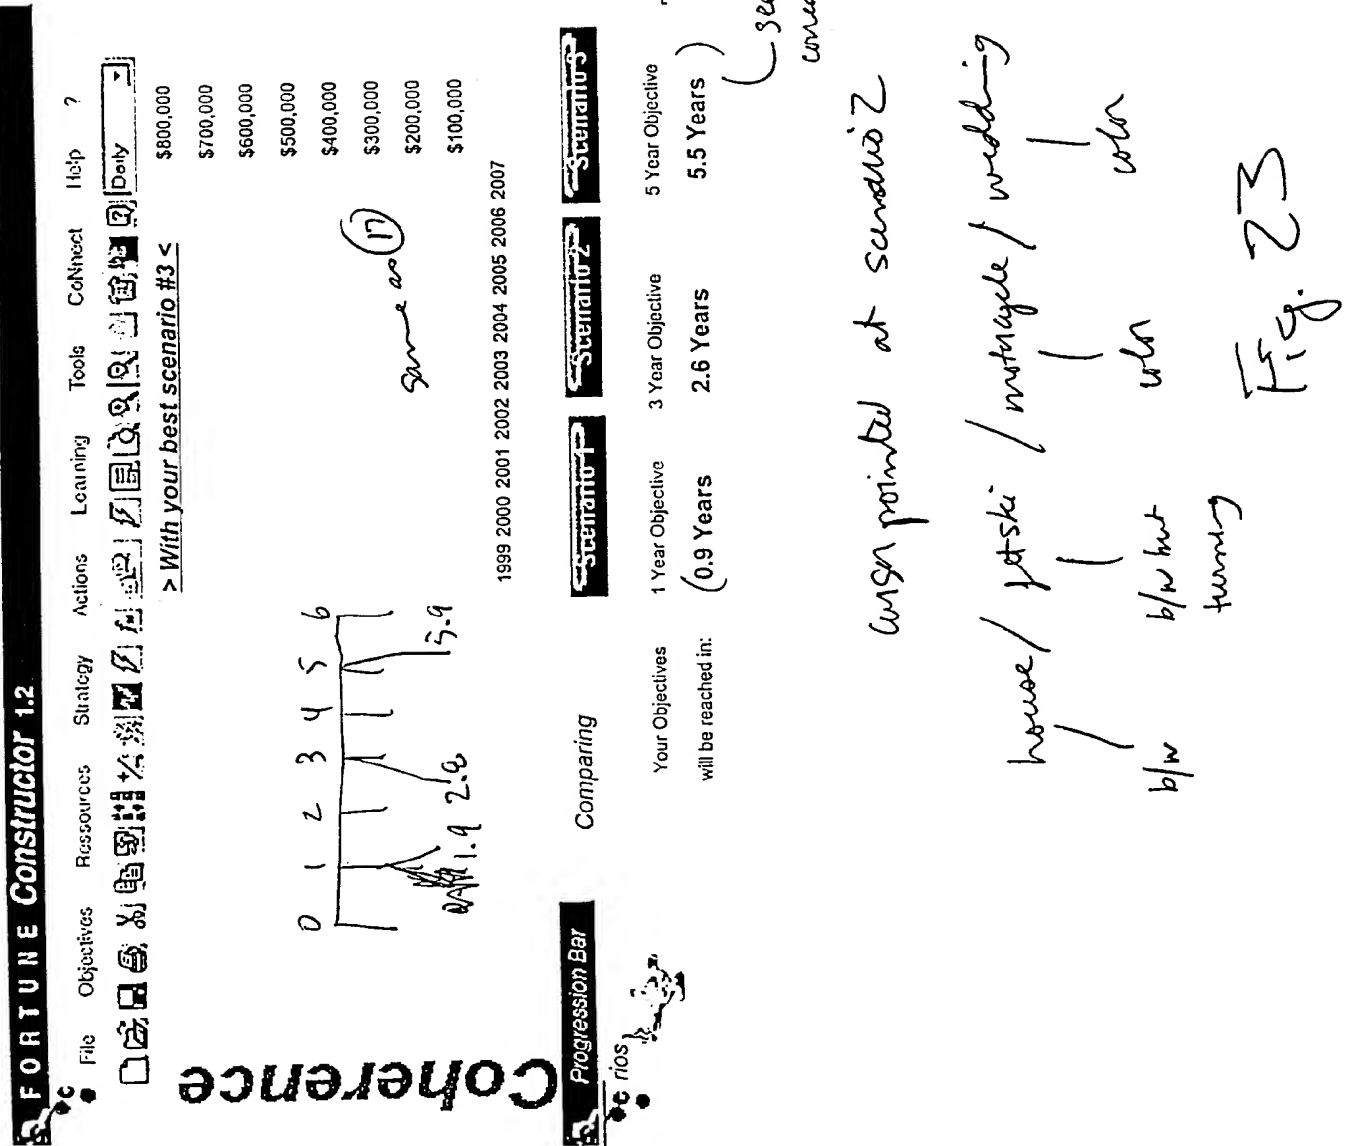 FORTUNE Constructor 1.2
File Objectives Ressources Strategy Actions Learning Tools CoNnect Help ?
Daily
> With your best scenario #3 <
$800,000
$700,000
$600,000
$500,000
$400,000
$300,000
$200,000
$100,000
0 1 2 3 4 5 6
1.9 2.8
same as 17
1999 2000 2001 2002 2003 2004 2005 2006 2007
Coherence
Progression Bar
Comparing
Scenario 1
Scenario 2
Scenario 3
rios
Your Objectives 1 Year Objective 3 Year Objective 5 Year Objective
will be reached in: (0.9 Years 2.6 Years 5.5 Years)
cursor pointed at scenario 2
house / jet-ski / motorcycle / wedding
b/w
b/w but
turning
color
color
Fig. 23